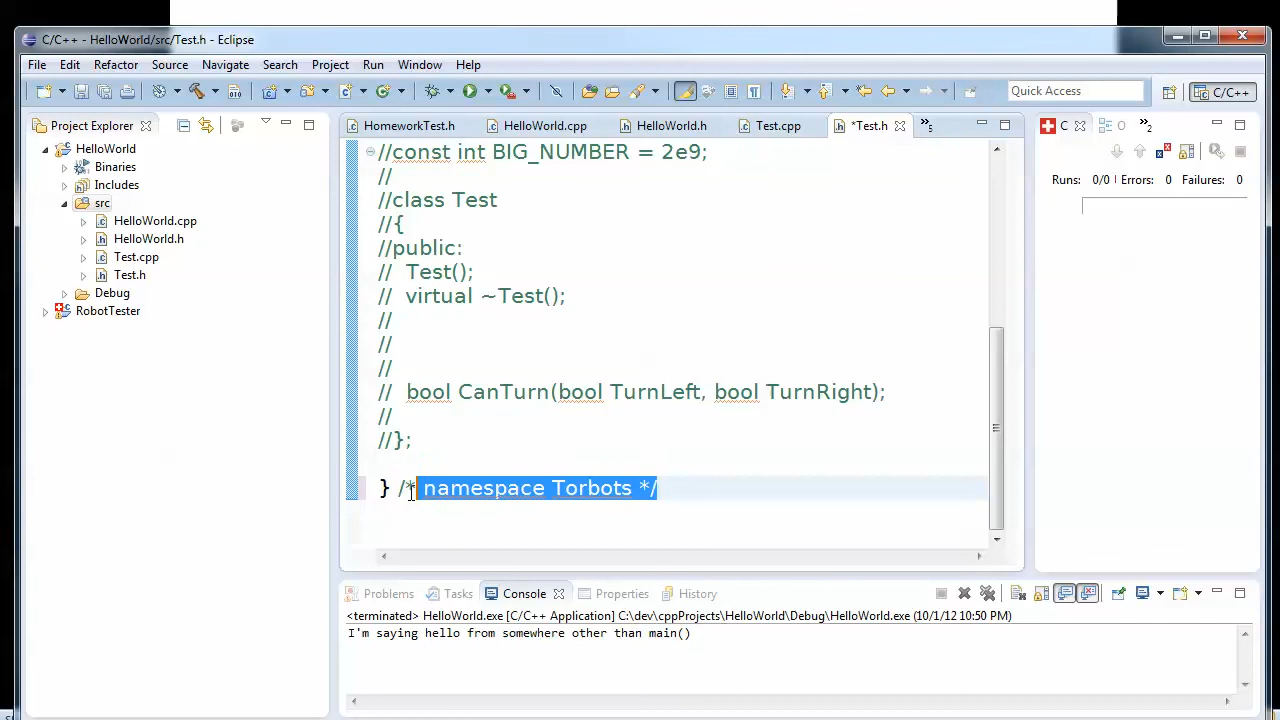 C/C++ - HelloWorld/src/Test.h - Eclipse
File Edit Refactor Source Navigate Search Project Run Window Help
Quick Access
C/C++
Project Explorer
HomeworkTest.h
HelloWorld.cpp
HelloWorld.h
Test.cpp
*Test.h
»5
C
O
»2
HelloWorld
Binaries
Includes
src
HelloWorld.cpp
HelloWorld.h
Test.cpp
Test.h
Debug
RobotTester
//const int BIG_NUMBER = 2e9;
//
//class Test
//{
//public:
//  Test();
//  virtual ~Test();
//
//
//
//  bool CanTurn(bool TurnLeft, bool TurnRight);
//
//};
} /* namespace Torbots */
Runs: 0/0 Errors: 0 Failures: 0
Problems Tasks Console Properties History
<terminated> HelloWorld.exe [C/C++ Application] C:\dev\cppProjects\HelloWorld\Debug\HelloWorld.exe (10/1/12 10:50 PM)
I'm saying hello from somewhere other than main()